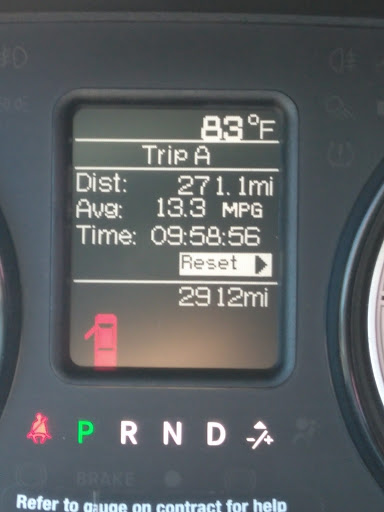 83°F
Trip A
Dist: 271.1mi
Avg: 13.3 MPG
Time: 09:58:56
Reset
2912mi
P R N D
BRAKE
Refer to gauge on contract for help